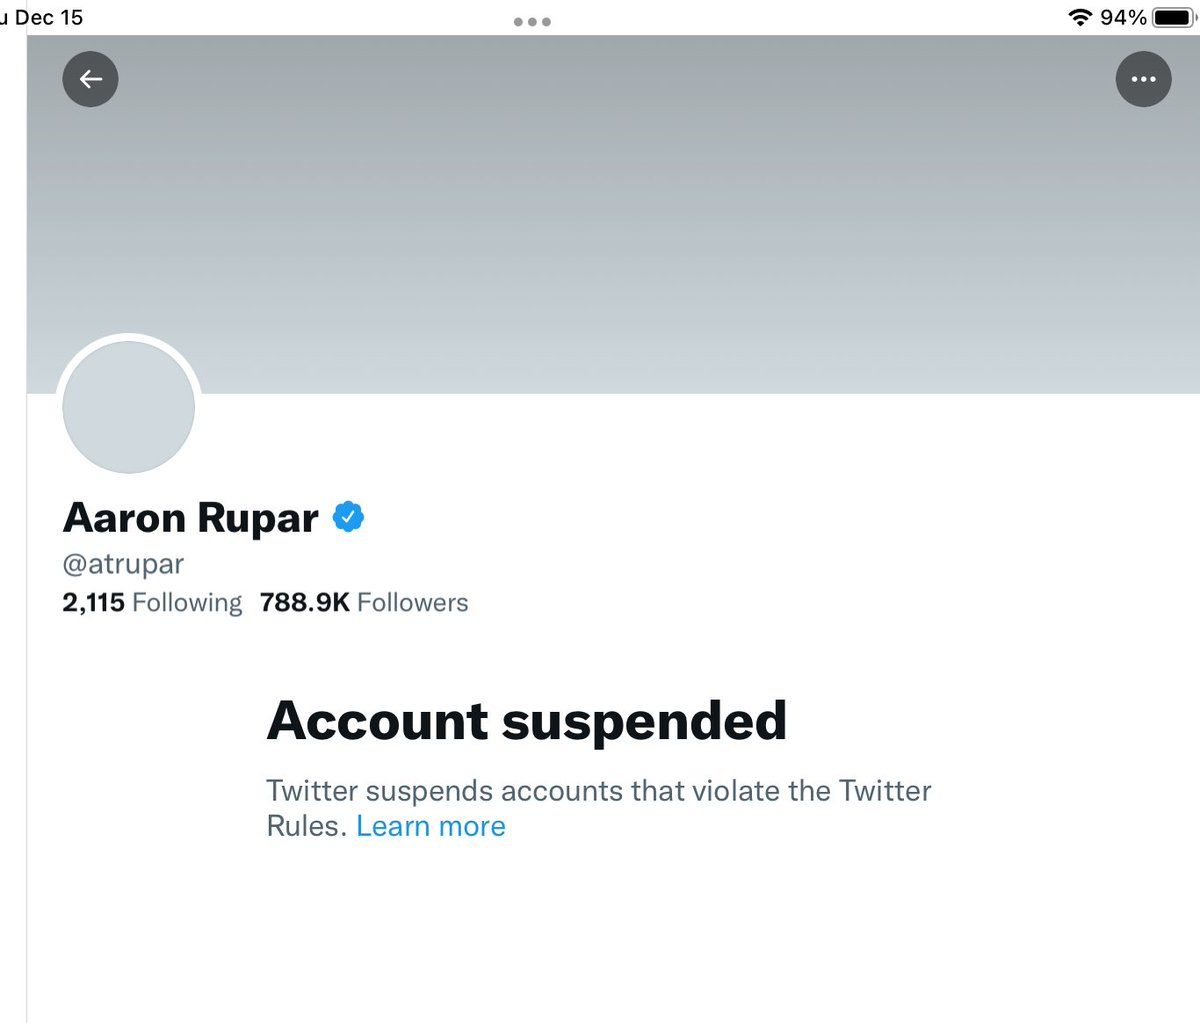 u Dec 15
94%
Aaron Rupar
@atrupar
2,115 Following 788.9K Followers
Account suspended
Twitter suspends accounts that violate the Twitter
Rules. Learn more